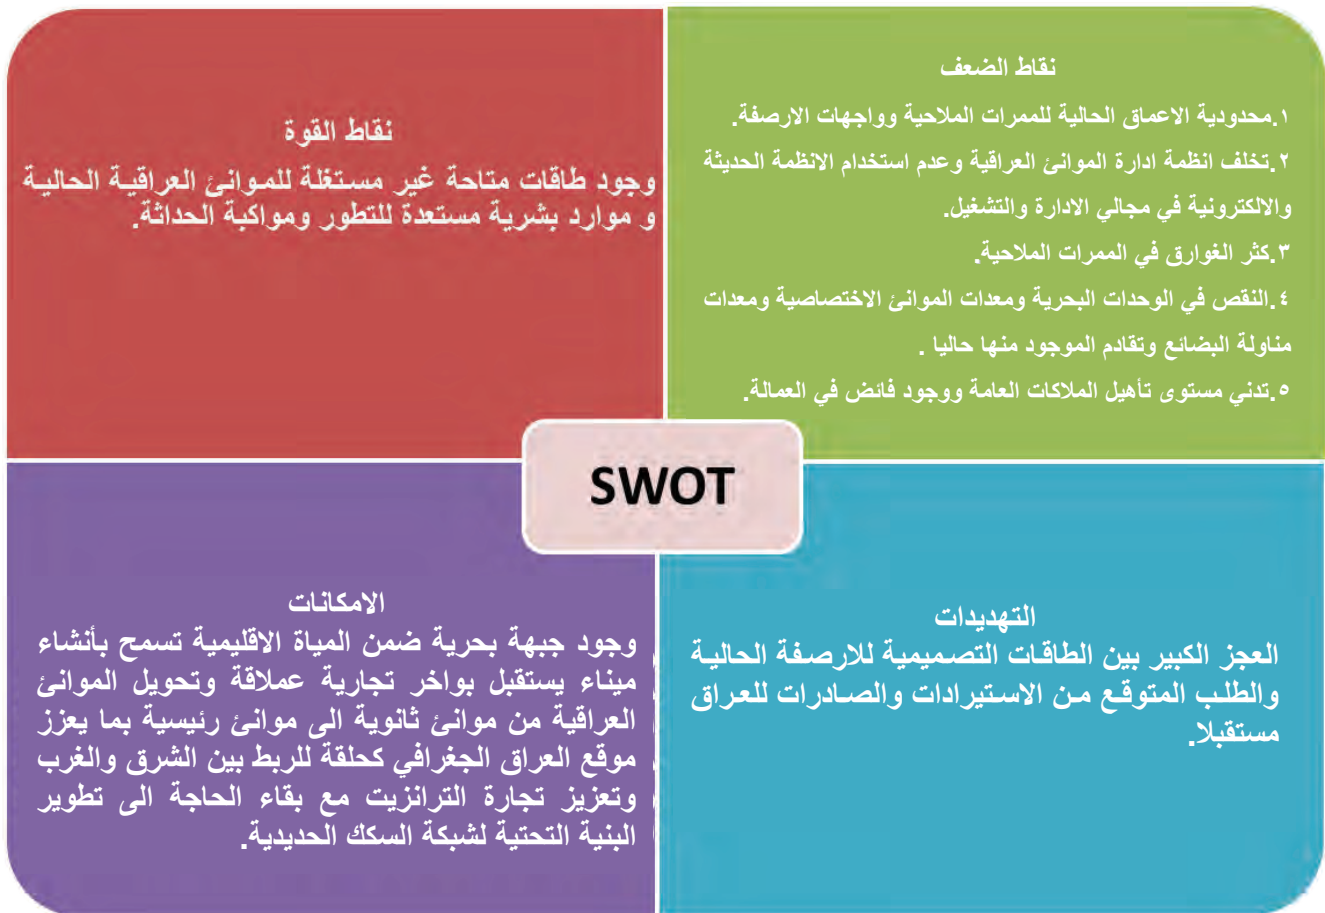 نقاط القوة
وجود طاقات متاحة غير مستغلة للموانئ العراقية الحالية
و موارد بشرية مستعدة للتطور ومواكبة الحداثة.
نقاط الضعف
١.محدودية الاعماق الحالية للممرات الملاحية وواجهات الارصفة.
٢.تخلف انظمة ادارة الموانئ العراقية وعدم استخدام الانظمة الحديثة
والالكترونية في مجالي الادارة والتشغيل.
٣.كثر الغوارق في الممرات الملاحية.
٤.النقص في الوحدات البحرية ومعدات الموانئ الاختصاصية ومعدات
مناولة البضائع وتقادم الموجود منها حاليا .
٥.تدني مستوى تأهيل الملاكات العامة ووجود فائض في العمالة.
SWOT
الامكانات
وجود جبهة بحرية ضمن المياة الاقليمية تسمح بأنشاء
ميناء يستقبل بواخر تجارية عملاقة وتحويل الموانئ
العراقية من موانئ ثانوية الى موانئ رئيسية بما يعزز
موقع العراق الجغرافي كحلقة للربط بين الشرق والغرب
وتعزيز تجارة الترانزيت مع بقاء الحاجة الى تطوير
البنية التحتية لشبكة السكك الحديدية.
التهديدات
العجز الكبير بين الطاقات التصميمية للارصفة الحالية
والطلب المتوقع من الاستيرادات والصادرات للعراق
مستقبلا.